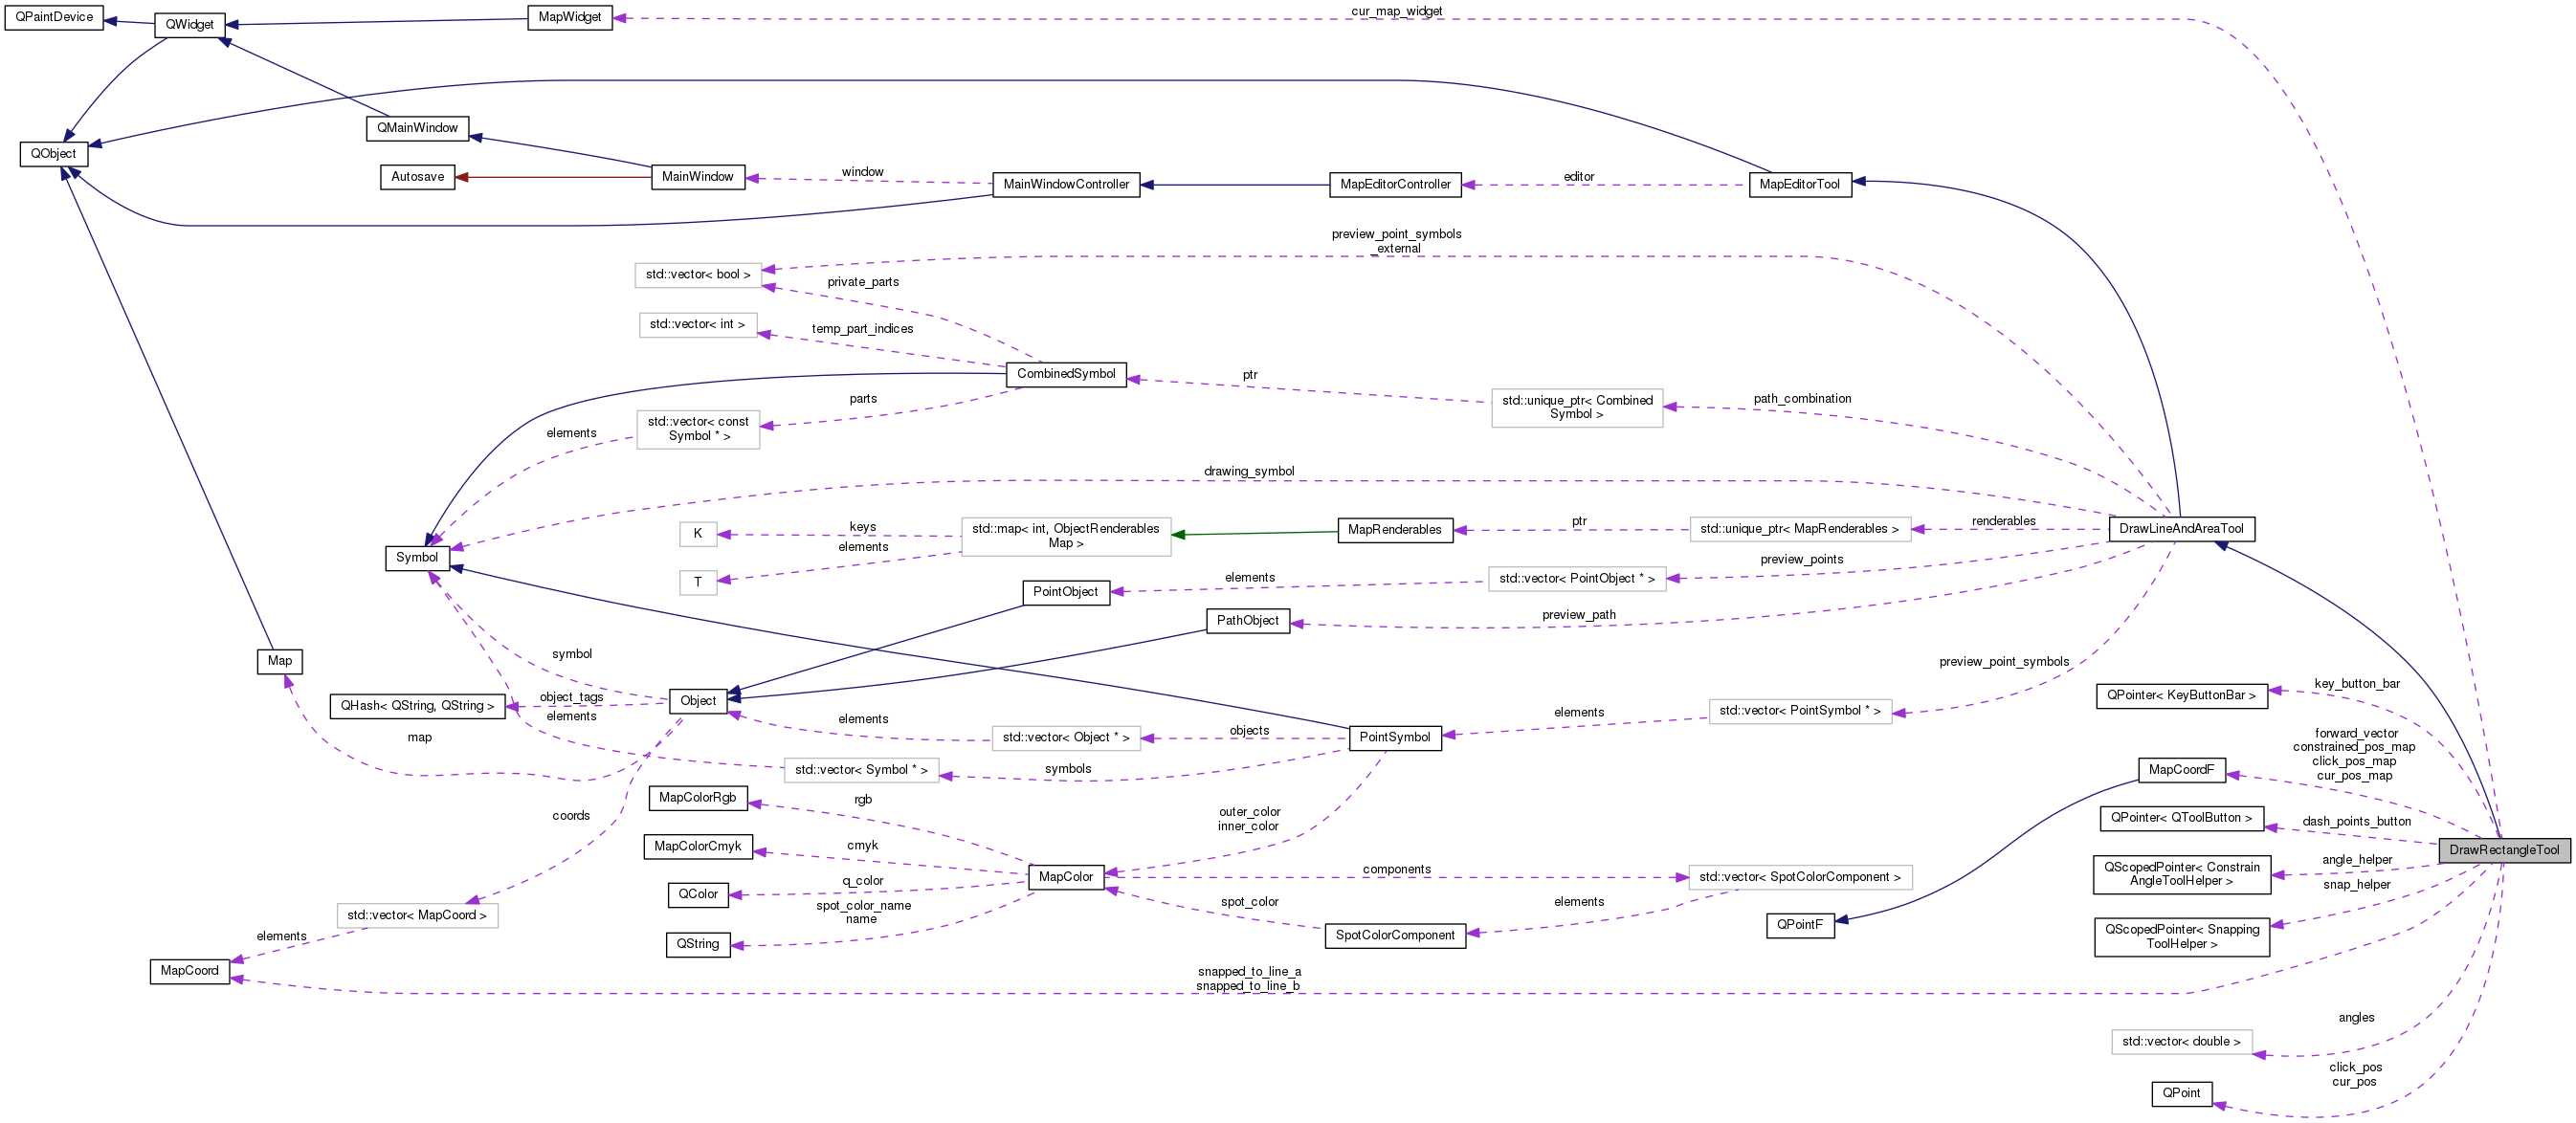 cur_map_widget
QPaintDevice
QWidget
MapWidget
QMainWindow
QObject
Autosave
MainWindow
window
MainWindowController
MapEditorController
editor
MapEditorTool
preview_point_symbols
_external
std::vector< bool >
private_parts
std::vector< int >
temp_part_indices
CombinedSymbol
ptr
std::unique_ptr< Combined
Symbol >
path_combination
parts
std::vector< const
Symbol * >
elements
drawing_symbol
K
keys
std::map< int, ObjectRenderables
Map >
elements
T
MapRenderables
ptr
std::unique_ptr< MapRenderables >
renderables
DrawLineAndAreaTool
Symbol
preview_points
std::vector< PointObject * >
elements
PointObject
PathObject
preview_path
Map
symbol
preview_point_symbols
QHash< QString, QString >
object_tags
Object
elements
elements
map
std::vector< Object * >
objects
PointSymbol
elements
std::vector< PointSymbol * >
QPointer< KeyButtonBar >
key_button_bar
std::vector< Symbol * >
symbols
forward_vector
constrained_pos_map
click_pos_map
cur_pos_map
MapCoordF
MapColorRgb
rgb
coords
outer_color
inner_color
QPointer< QToolButton >
dash_points_button
MapColorCmyk
cmyk
DrawRectangleTool
QColor
q_color
MapColor
components
std::vector< SpotColorComponent >
QScopedPointer< Constrain
AngleToolHelper >
angle_helper
snap_helper
spot_color_name
name
spot_color
elements
std::vector< MapCoord >
elements
QString
SpotColorComponent
QPointF
QScopedPointer< Snapping
ToolHelper >
MapCoord
snapped_to_line_a
snapped_to_line_b
angles
std::vector< double >
click_pos
cur_pos
QPoint